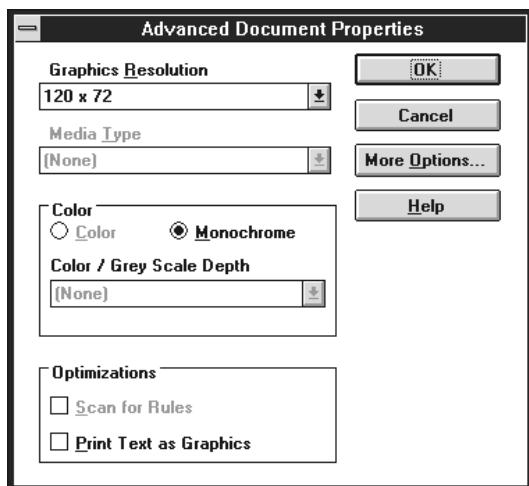 Advanced Document Properties
Graphics Resolution
120 x 72
Media Type
(None)
Color
Color
Monochrome
Color / Grey Scale Depth
(None)
Optimizations
Scan for Rules
Print Text as Graphics
OK
Cancel
More Options...
Help